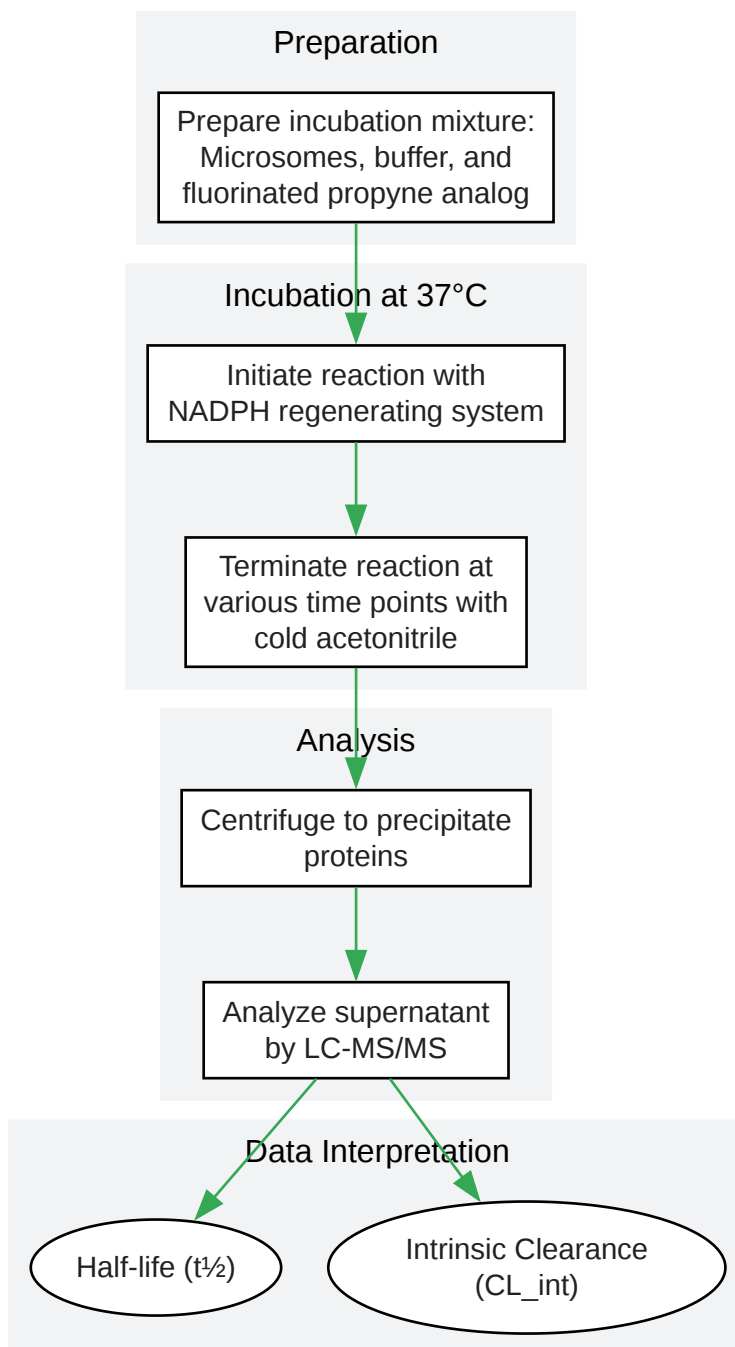 Preparation
Prepare incubation mixture:
Microsomes, buffer, and
fluorinated propyne analog
Incubation at 37°C
Initiate reaction with
NADPH regenerating system
Terminate reaction at
various time points with
cold acetonitrile
Analysis
Centrifuge to precipitate
proteins
Analyze supernatant
by LC-MS/MS
Data Interpretation
Half-life (t½)
Intrinsic Clearance
(CL_int)